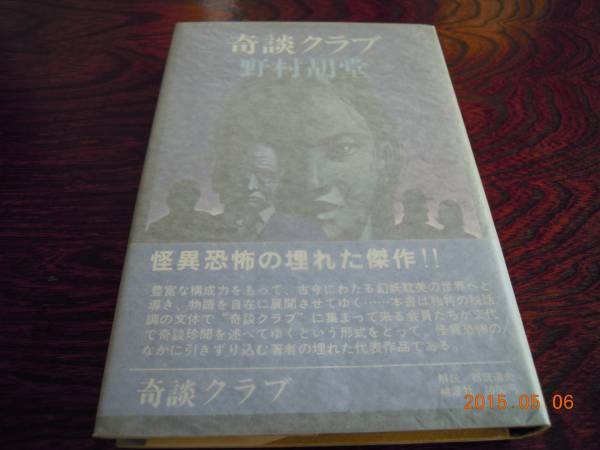 奇談クラブ
野村胡堂
怪異恐怖の埋れた傑作!!
豊富な構成力をもって、古今にわたる幻妖耽美の世界へと
導き、物語を自在に展開させてゆく……本書は独特の説話
調の文体で“奇談クラブ”に集まって来る会員たちが交代
で奇談珍聞を述べてゆくという形式をとって、怪異恐怖の
なかに引きずり込む著者の埋れた代表作品である。
奇談クラブ
解説/
2015.05.06